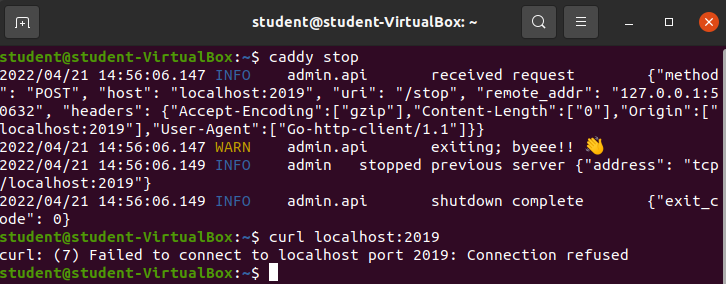 student@student-VirtualBox: ~
student@student-VirtualBox:~$ caddy stop
2022/04/21 14:56:06.147 INFO    admin.api       received request        {"method
": "POST", "host": "localhost:2019", "uri": "/stop", "remote_addr": "127.0.0.1:5
0632", "headers": {"Accept-Encoding":["gzip"],"Content-Length":["0"],"Origin":["
localhost:2019"],"User-Agent":["Go-http-client/1.1"]}}
2022/04/21 14:56:06.147 WARN    admin.api       exiting; byeee!! 👋
2022/04/21 14:56:06.149 INFO    admin   stopped previous server {"address": "tcp
/localhost:2019"}
2022/04/21 14:56:06.149 INFO    admin.api       shutdown complete       {"exit_c
ode": 0}
student@student-VirtualBox:~$ curl localhost:2019
curl: (7) Failed to connect to localhost port 2019: Connection refused
student@student-VirtualBox:~$